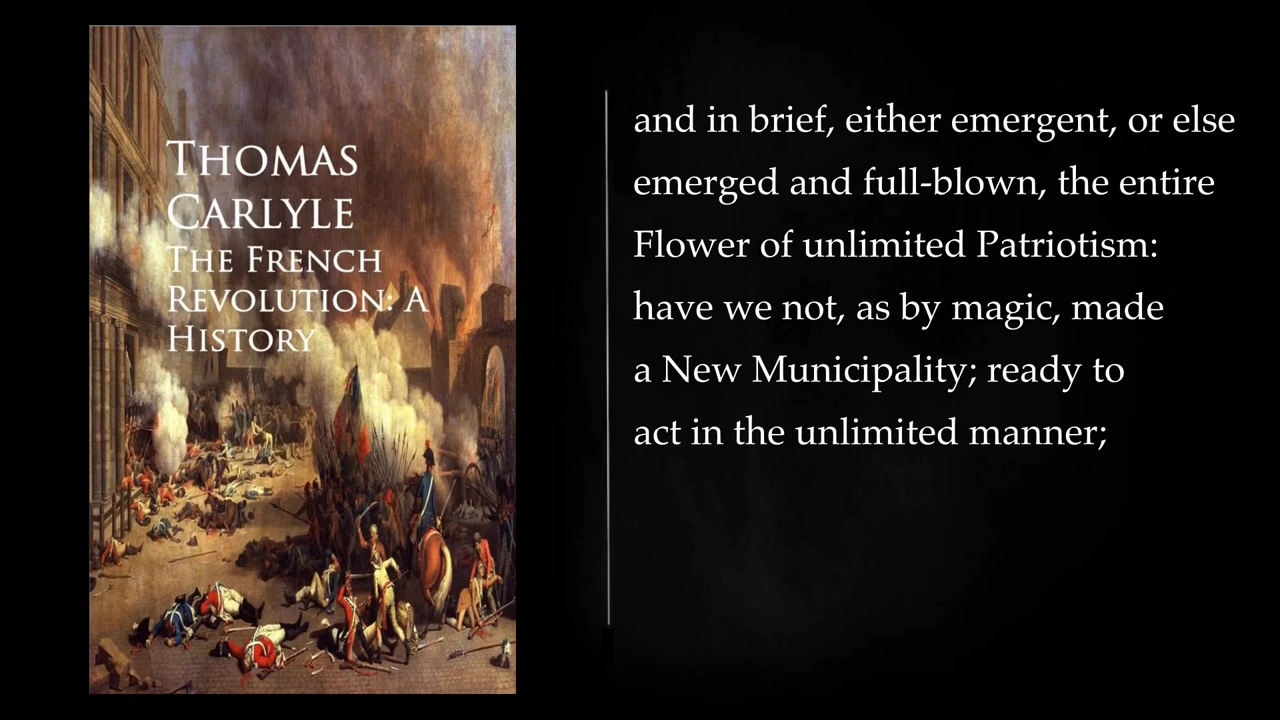 THOMAS
CARLYLE
THE FRENCH
REVOLUTION: A
HISTORY
and in brief, either emergent, or else
emerged and full-blown, the entire
Flower of unlimited Patriotism:
have we not, as by magic, made
a New Municipality; ready to
act in the unlimited manner;